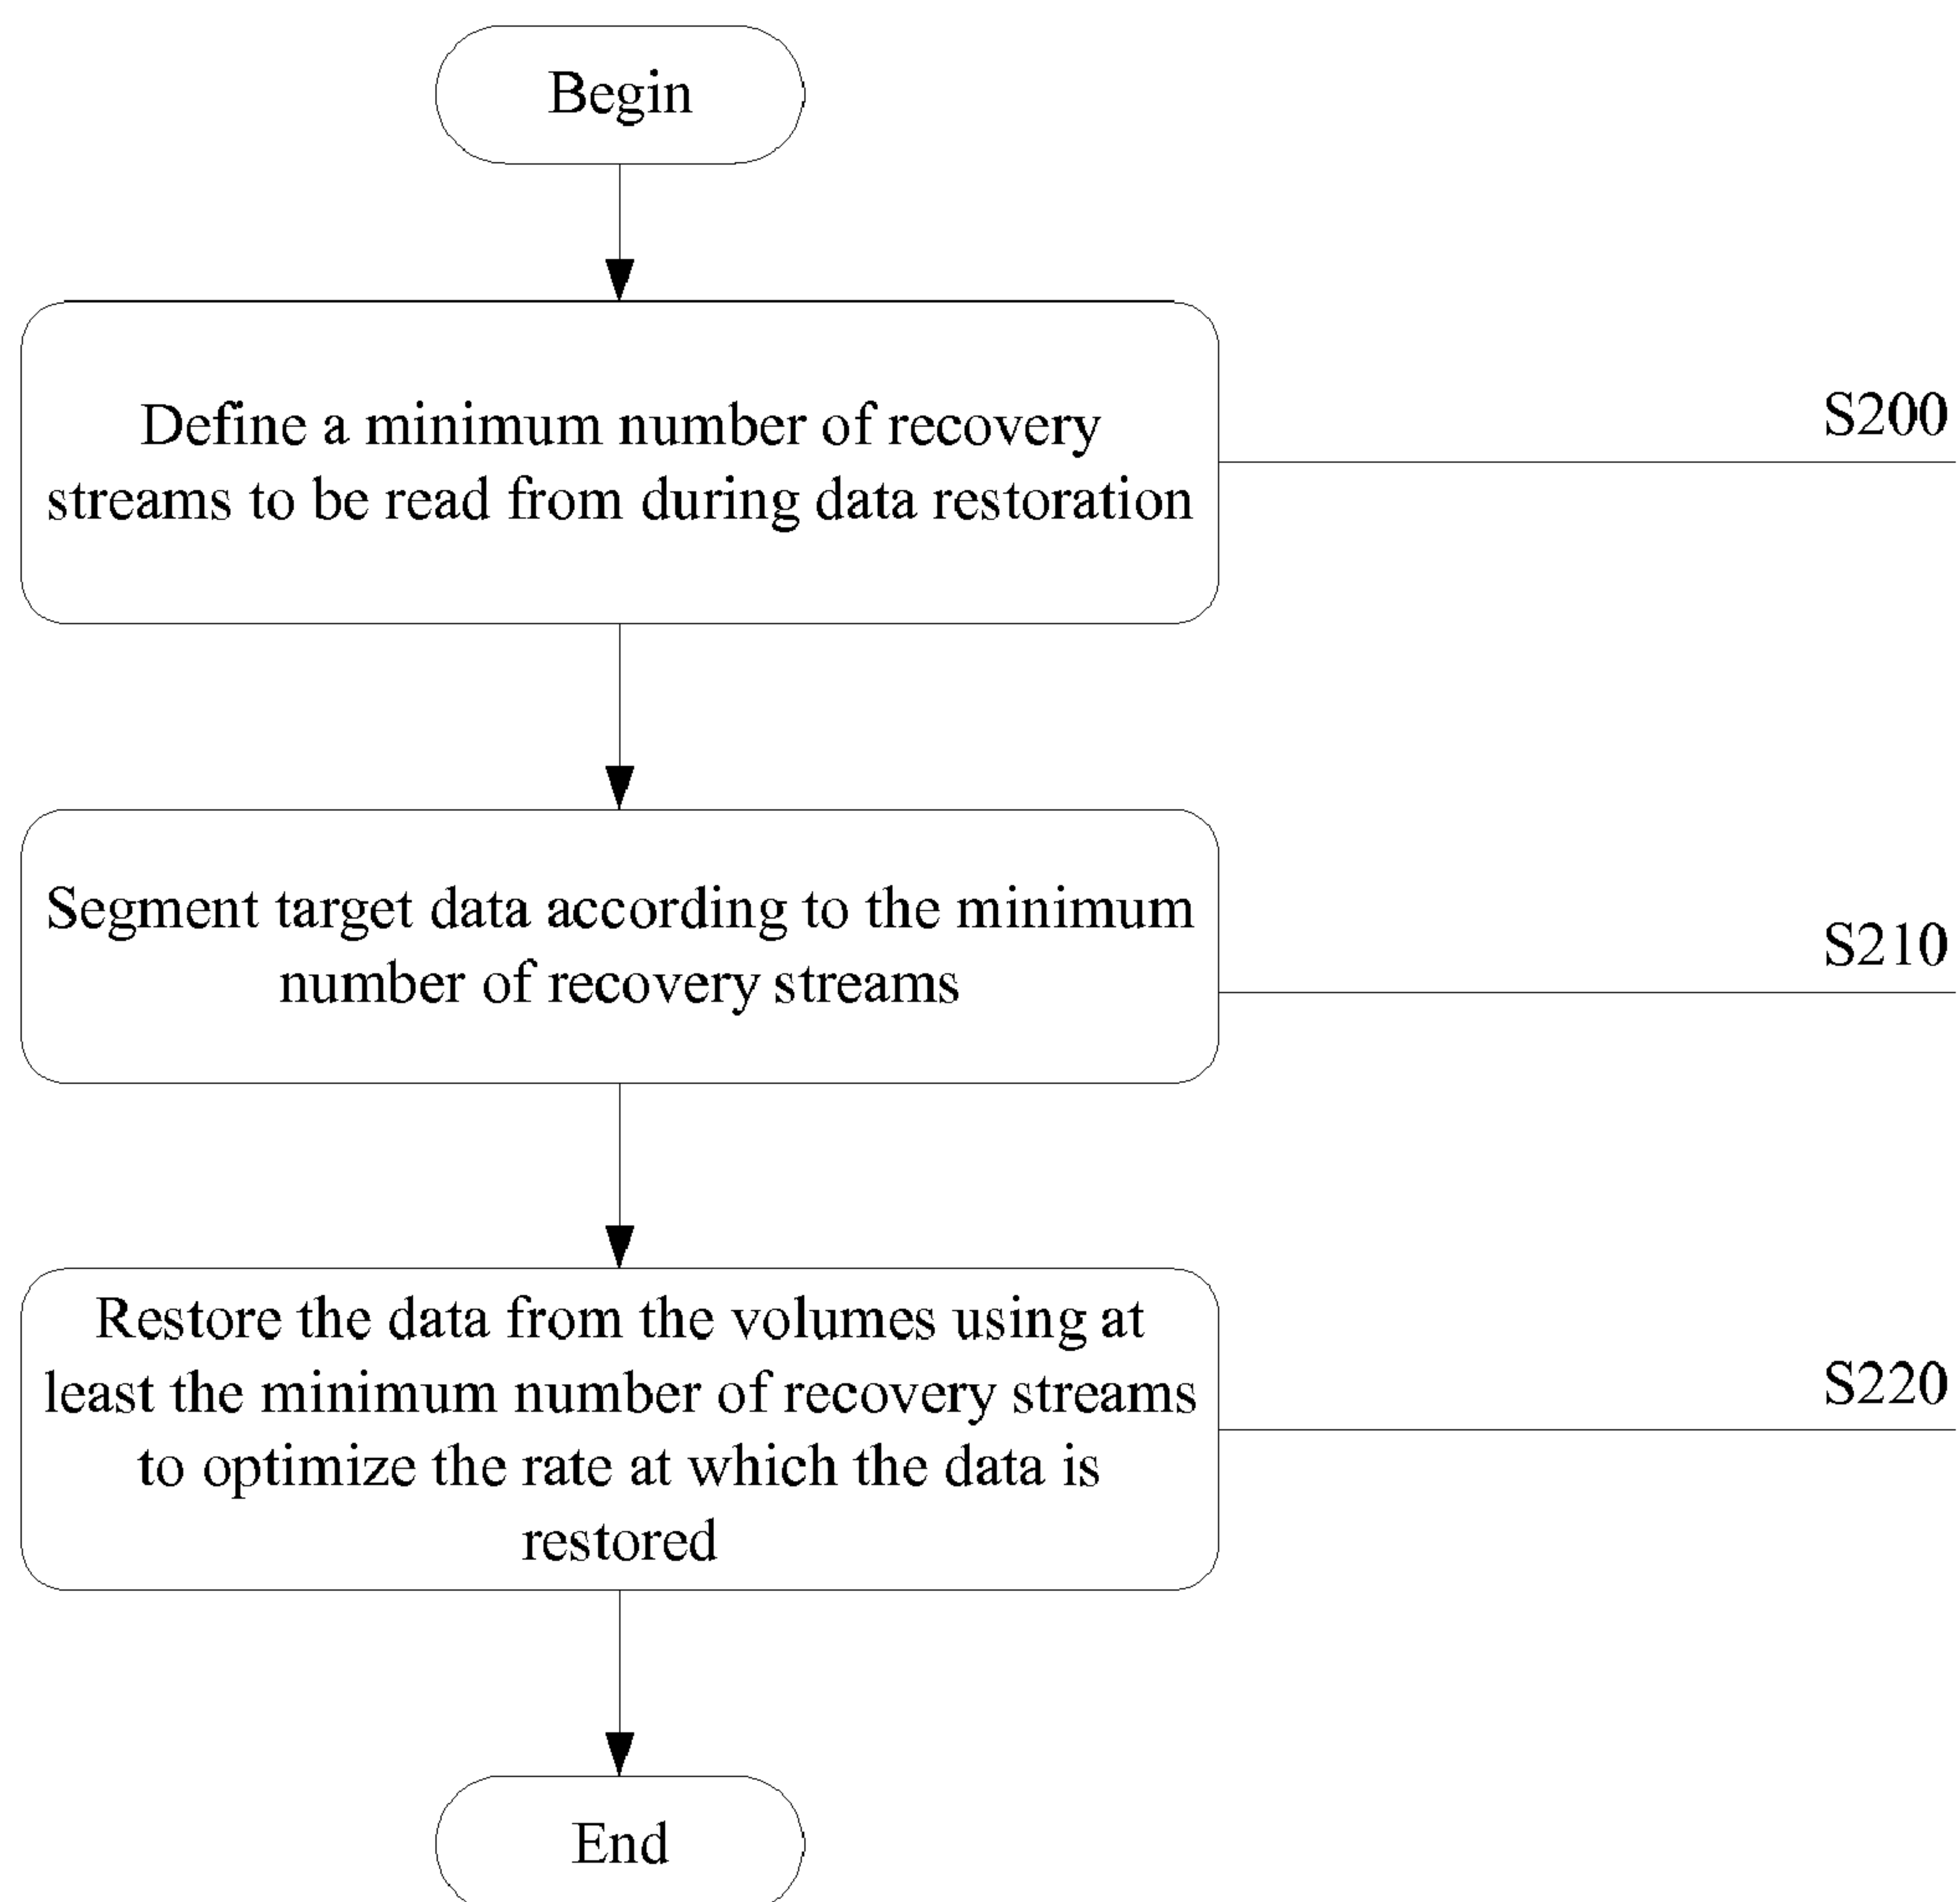 Begin
Define a minimum number of recovery
streams to be read from during data restoration
S200
Segment target data according to the minimum
number of recovery streams
S210
Restore the data from the volumes using at
least the minimum number of recovery streams
to optimize the rate at which the data is
restored
S220
End